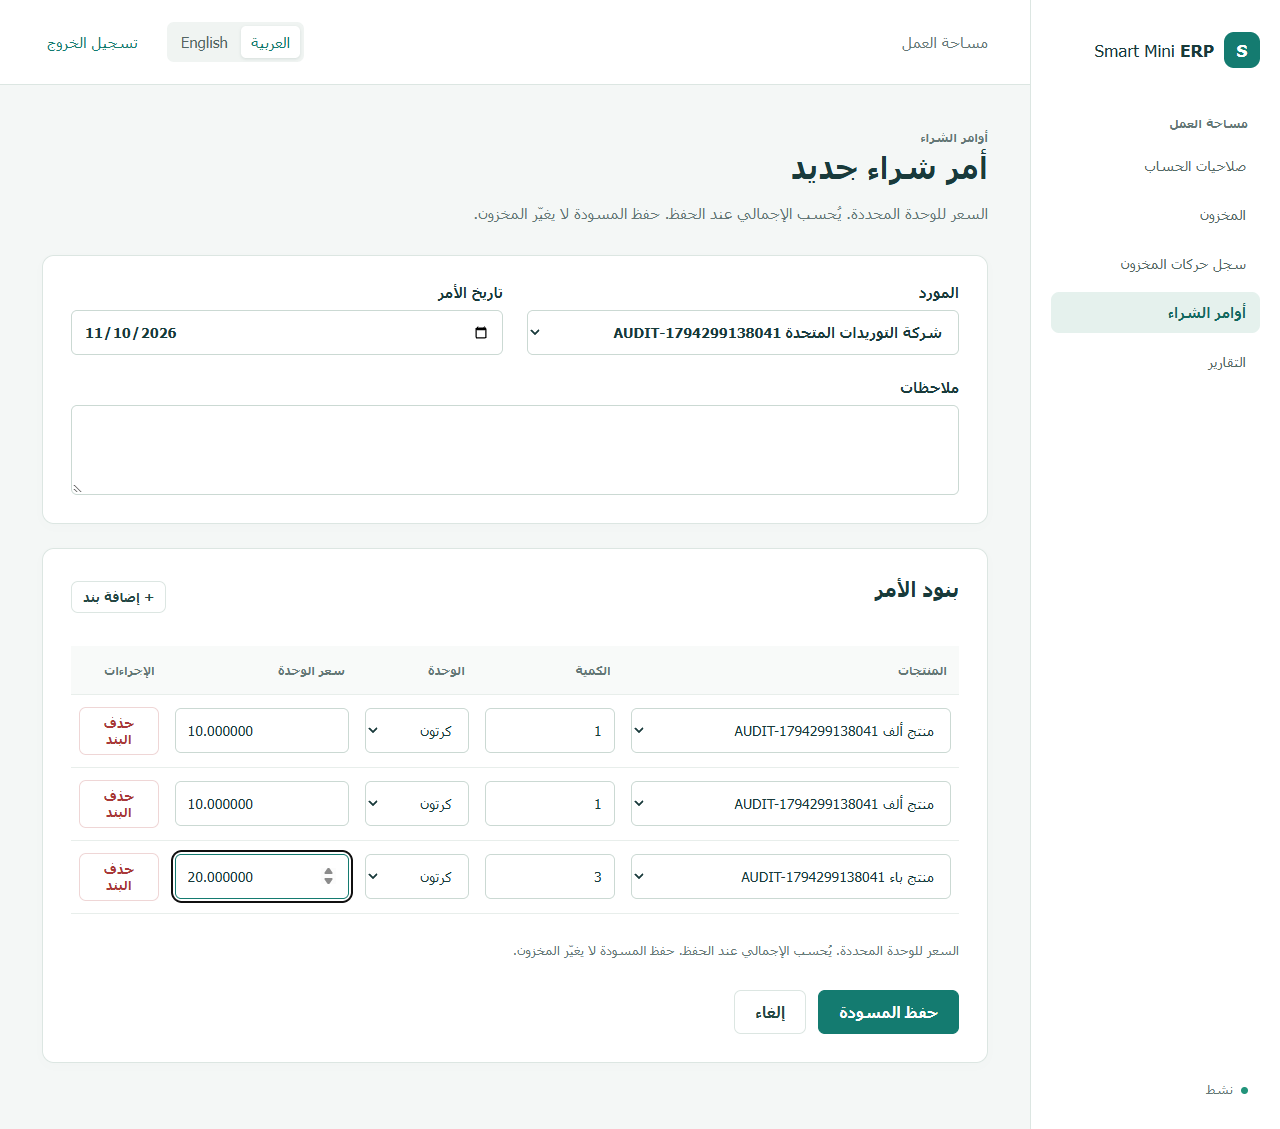 S
Smart Mini ERP
مساحة العمل
صلاحيات الحساب
المخزون
سجل حركات المخزون
أوامر الشراء
التقارير
نشط
مساحة العمل
العربية English
تسجيل الخروج
أوامر الشراء
أمر شراء جديد
السعر للوحدة المحددة. يُحسب الإجمالي عند الحفظ. حفظ المسودة لا يغيّر المخزون.
المورد
تاريخ الأمر
شركة التوريدات المتحدة AUDIT-1794299138041
11/10/2026
ملاحظات
بنود الأمر
+ إضافة بند
المنتجات الكمية الوحدة سعر الوحدة الإجراءات
منتج ألف AUDIT-1794299138041 1 كرتون 10.000000 حذف البند
منتج ألف AUDIT-1794299138041 1 كرتون 10.000000 حذف البند
منتج باء AUDIT-1794299138041 3 كرتون 20.000000 حذف البند
السعر للوحدة المحددة. يُحسب الإجمالي عند الحفظ. حفظ المسودة لا يغيّر المخزون.
حفظ المسودة
إلغاء